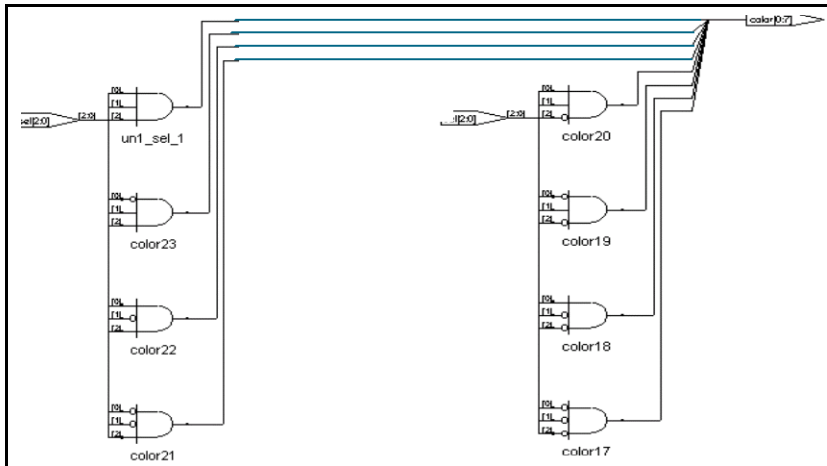 color[0:7]
[0]
[1]
[2]
sel[2:0]
[2:0]
un1_sel_1
[0]
[1]
[2]
color23
[0]
[1]
[2]
color22
[0]
[1]
[2]
color21
[0]
[1]
[2]
[2:0]
color20
[0]
[1]
[2]
color19
[0]
[1]
[2]
color18
[0]
[1]
[2]
color17